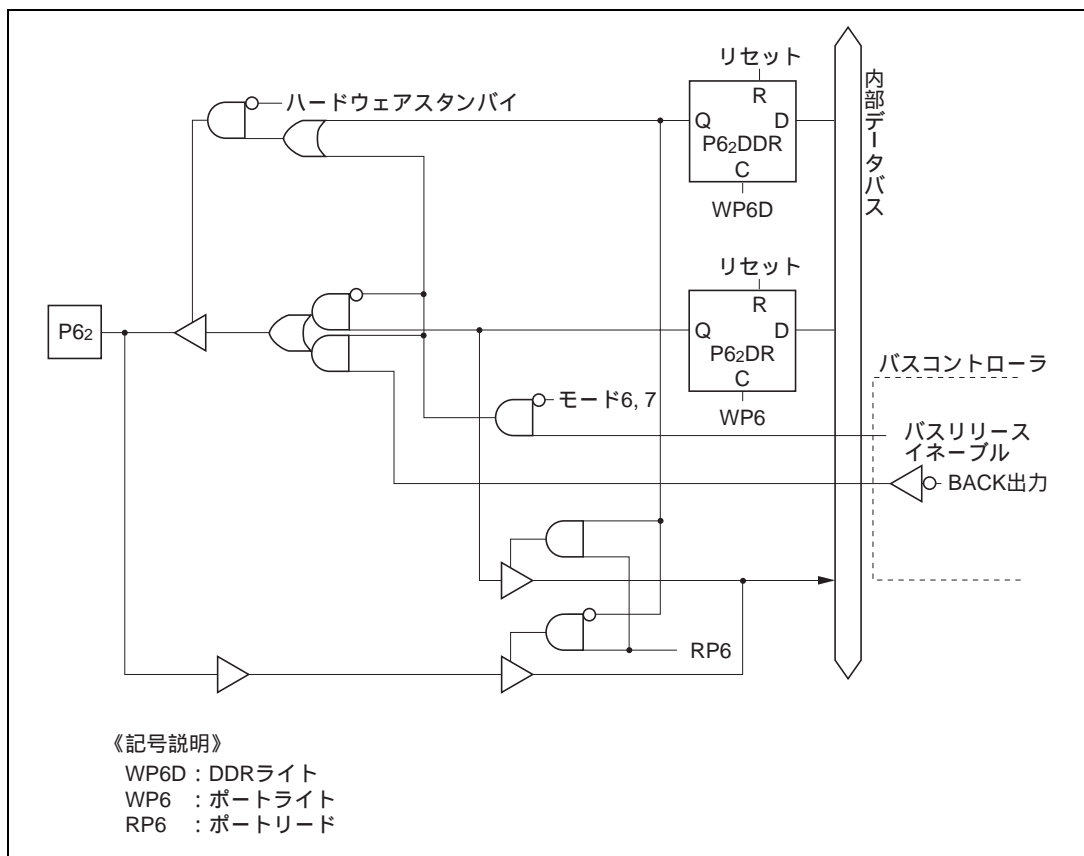 リセット
R
Q
D
P62DDR
C
WP6D
ハードウェアスタンバイ
内部データバス
リセット
R
Q
D
P62DR
C
WP6
P62
モード6, 7
バスコントローラ
バスリリース
イネーブル
BACK出力
RP6
《記号説明》
WP6D : DDRライト
WP6 : ポートライト
RP6 : ポートリード